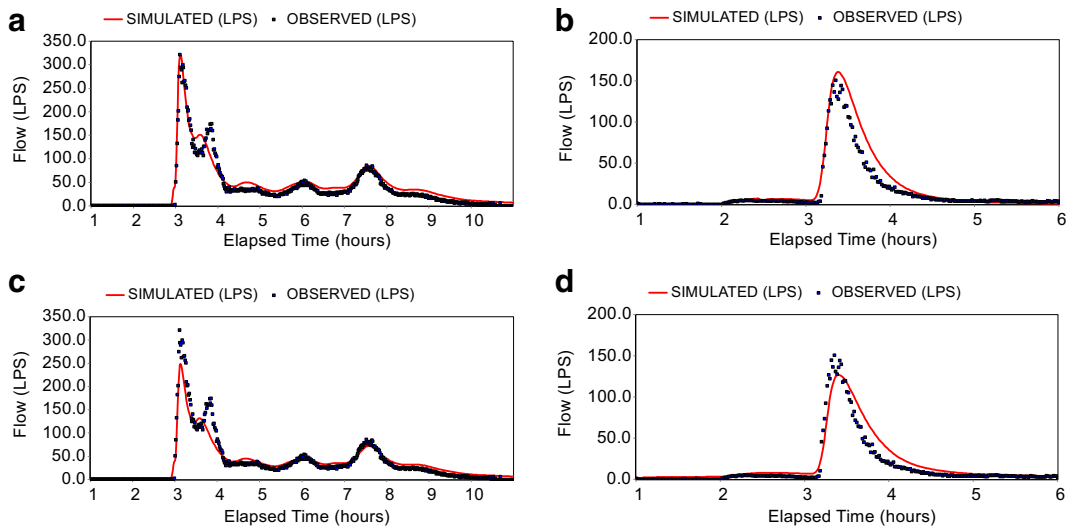 a
SIMULATED (LPS) OBSERVED (LPS)
350.0
300.0
250.0
200.0
150.0
100.0
50.0
0.0
Flow (LPS)
1 2 3 4 5 6 7 8 9 10
Elapsed Time (hours)
b
SIMULATED (LPS) OBSERVED (LPS)
200.0
150.0
100.0
50.0
0.0
Flow (LPS)
1 2 3 4 5 6
Elapsed Time (hours)
c
SIMULATED (LPS) OBSERVED (LPS)
350.0
300.0
250.0
200.0
150.0
100.0
50.0
0.0
Flow (LPS)
1 2 3 4 5 6 7 8 9 10
Elapsed Time (hours)
d
SIMULATED (LPS) OBSERVED (LPS)
200.0
150.0
100.0
50.0
0.0
Flow (LPS)
1 2 3 4 5 6
Elapsed Time (hours)